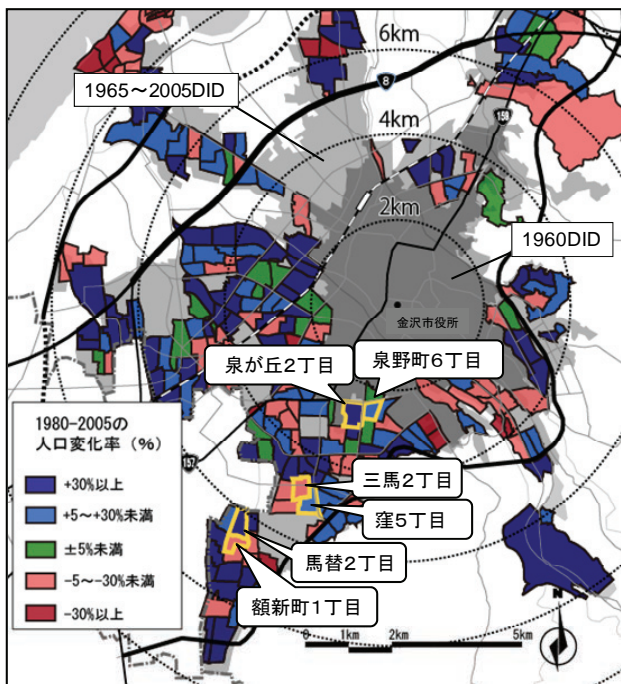 6km
8
1965～2005DID
4km
158
2km
1960DID
金沢市役所
泉が丘2丁目
泉野町6丁目
1980-2005の
人口変化率（%）
+30%以上
+5～+30%未満
±5%未満
-5～-30%未満
-30%以上
157
三馬2丁目
窪5丁目
馬替2丁目
額新町1丁目
N
0 1km 2km 5km